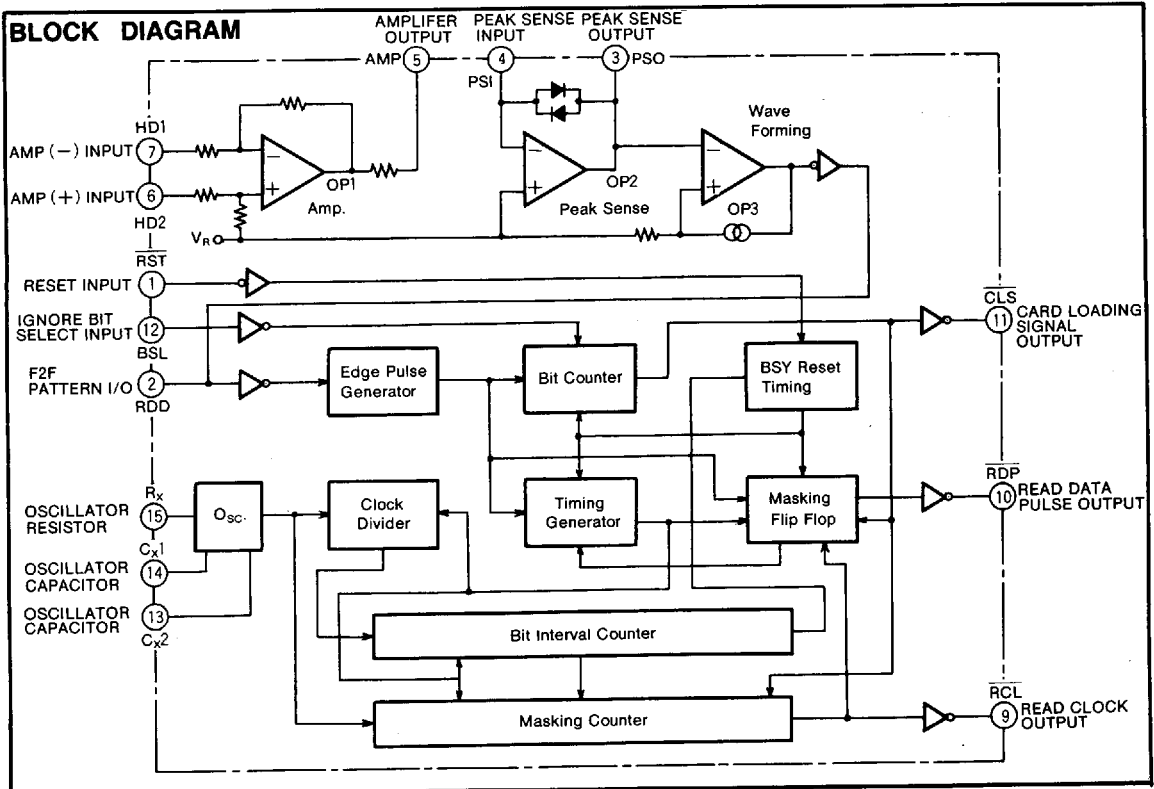 BLOCK DIAGRAM
AMPLIFER
OUTPUT
PEAK SENSE
INPUT
PEAK SENSE
OUTPUT
AMP 5
4
PSI
3 PSO
HD1
AMP (−) INPUT 7
AMP (+) INPUT 6
HD2
−
+
OP1
Amp.
−
+
OP2
Peak Sense
Wave
Forming
−
+
OP3
VR
RST
RESET INPUT 1
IGNORE BIT
SELECT INPUT 12
BSL
F2F
PATTERN I/O 2
RDD
Edge Pulse
Generator
Bit Counter
BSY Reset
Timing
CLS
11 CARD LOADING
SIGNAL
OUTPUT
RX
OSCILLATOR
RESISTOR 15
CX1
OSCILLATOR
CAPACITOR 14
OSCILLATOR
CAPACITOR 13
CX2
OSC.
Clock
Divider
Timing
Generator
Masking
Flip Flop
RDP
10 READ DATA
PULSE OUTPUT
Bit Interval Counter
Masking Counter
RCL
9 READ CLOCK
OUTPUT